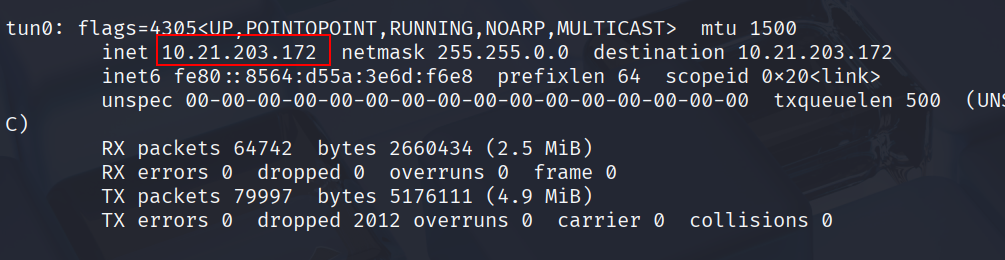 tun0: flags=4305<UP,POINTOPOINT,RUNNING,NOARP,MULTICAST>  mtu 1500
        inet 10.21.203.172  netmask 255.255.0.0  destination 10.21.203.172
        inet6 fe80::8564:d55a:3e6d:f6e8  prefixlen 64  scopeid 0×20<link>
        unspec 00-00-00-00-00-00-00-00-00-00-00-00-00-00-00-00  txqueuelen 500  (UNS
C)
        RX packets 64742  bytes 2660434 (2.5 MiB)
        RX errors 0  dropped 0  overruns 0  frame 0
        TX packets 79997  bytes 5176111 (4.9 MiB)
        TX errors 0  dropped 2012 overruns 0  carrier 0  collisions 0